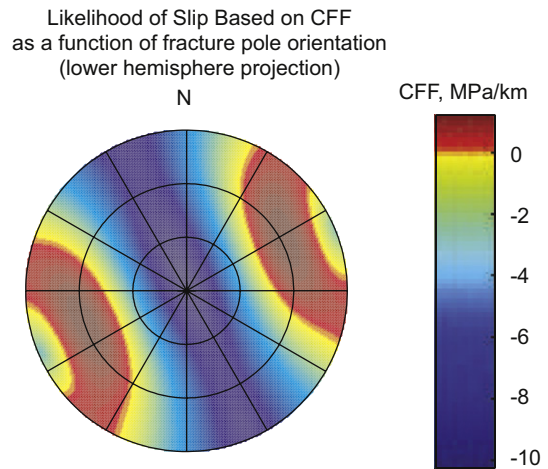 Likelihood of Slip Based on CFF
as a function of fracture pole orientation
(lower hemisphere projection)
N
CFF, MPa/km
0
-2
-4
-6
-8
-10